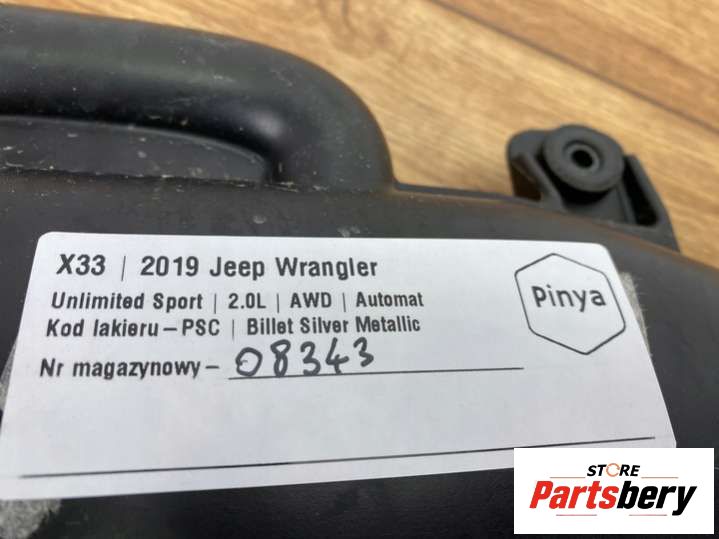 X33 | 2019 Jeep Wrangler
Unlimited Sport | 2.0L | AWD | Automat
Kod lakieru – PSC | Billet Silver Metallic
Nr magazynowy – 08343
Pinya
STORE
Partsbery